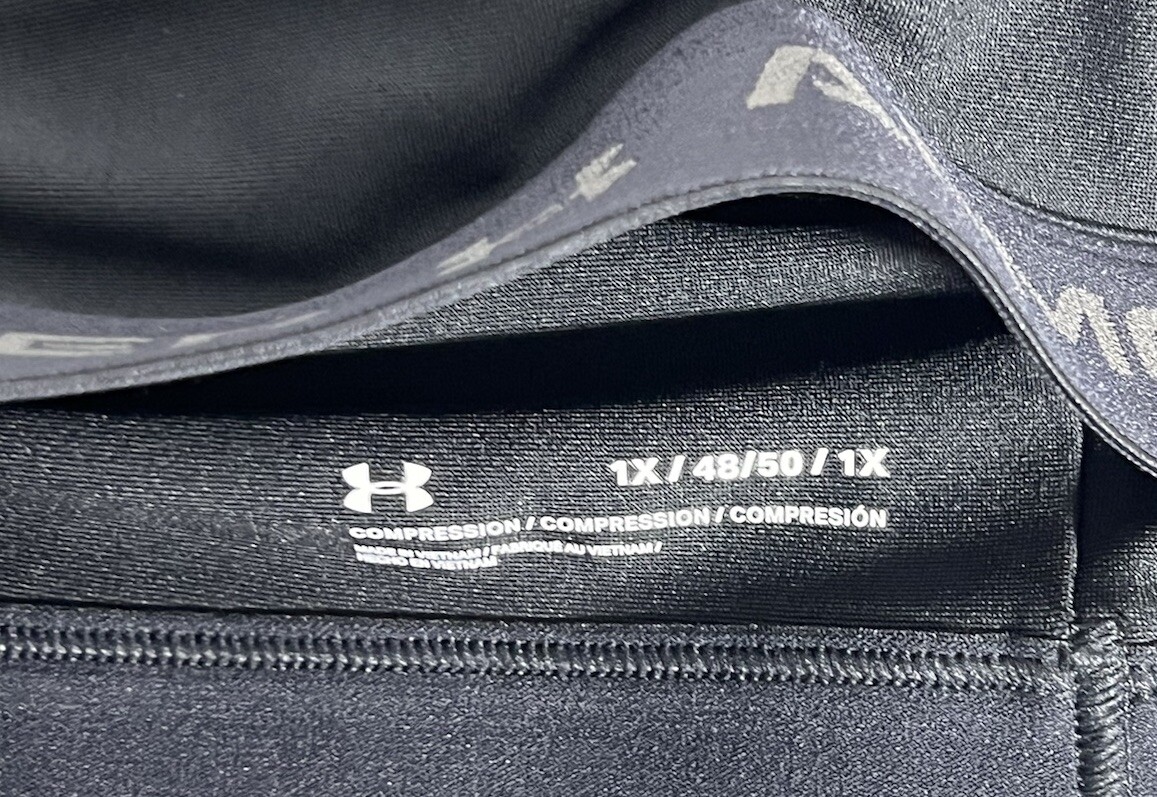 1X / 48/50 / 1X
COMPRESSION / COMPRESSION / COMPRESIÓN
MADE IN VIETNAM / FABRIQUÉ AU VIETNAM /
HECHO EN VIETNAM